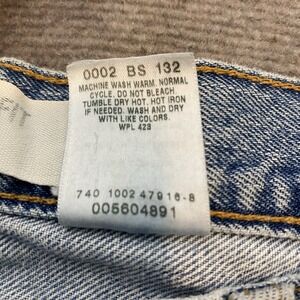 0002 BS 132
MACHINE WASH WARM, NORMAL
CYCLE. DO NOT BLEACH.
TUMBLE DRY HOT. HOT IRON
IF NEEDED. WASH AND DRY
WITH LIKE COLORS.
WPL 423
FIT
740 1002 47916-8
005604891